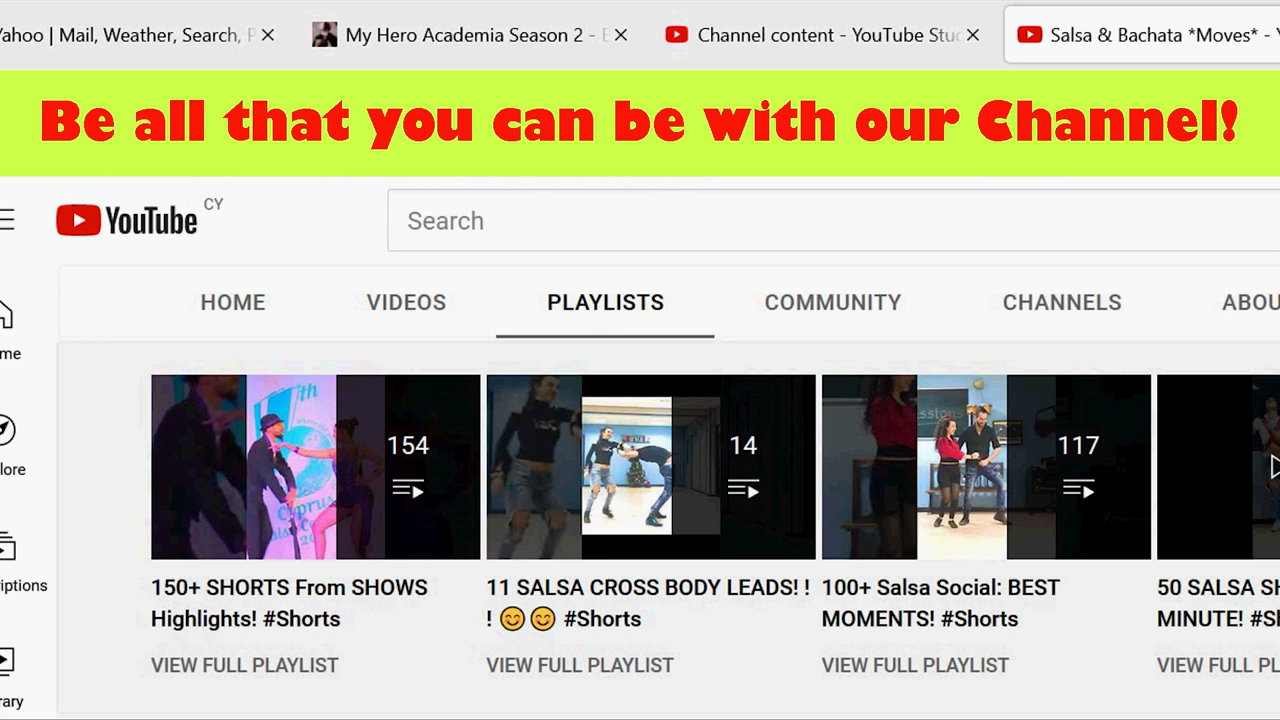 Yahoo | Mail, Weather, Search,
My Hero Academia Season 2 -
Channel content - YouTube Stu
Salsa & Bachata *Moves* -
Be all that you can be with our Channel!
YouTube CY
Search
HOME
VIDEOS
PLAYLISTS
COMMUNITY
CHANNELS
ABOU
me
lore
riptions
rary
154
14
117
150+ SHORTS From SHOWS
Highlights! #Shorts
VIEW FULL PLAYLIST
11 SALSA CROSS BODY LEADS! !
! 😊😊 #Shorts
VIEW FULL PLAYLIST
100+ Salsa Social: BEST
MOMENTS! #Shorts
VIEW FULL PLAYLIST
50 SALSA SH
MINUTE! #S
VIEW FULL PL